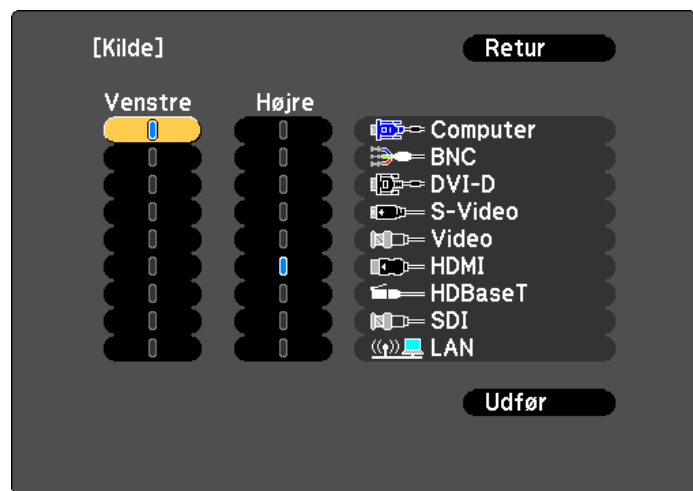 [Kilde] Retur
Venstre Højre
Computer
BNC
DVI-D
S-Video
Video
HDMI
HDBaseT
SDI
LAN
Udfør